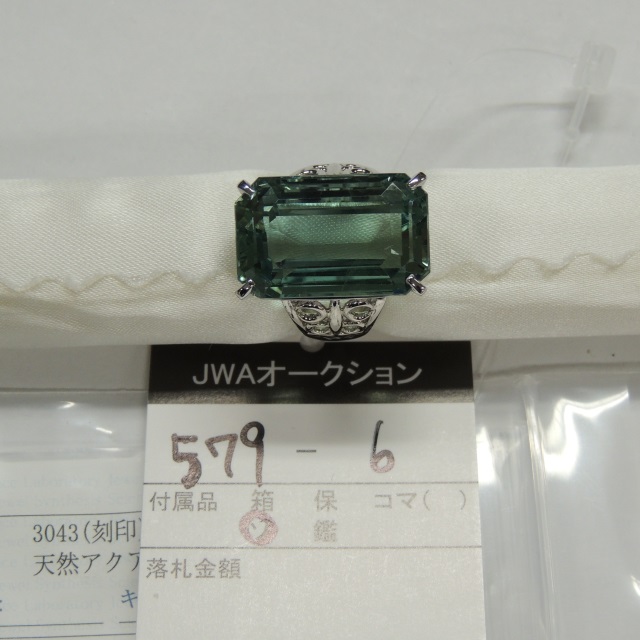 JWAオークション
579 - 6
付属品 箱 保 コマ( )
鑑
落札金額
3043(刻印)
天然アクア
キ